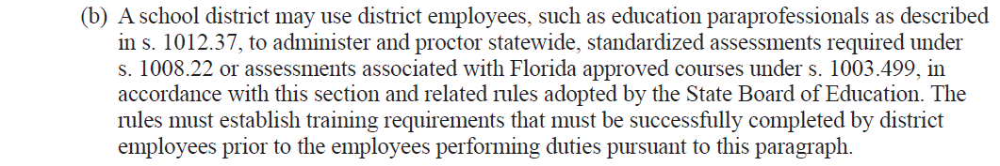 (b) A school district may use district employees, such as education paraprofessionals as described
in s. 1012.37, to administer and proctor statewide, standardized assessments required under
s. 1008.22 or assessments associated with Florida approved courses under s. 1003.499, in
accordance with this section and related rules adopted by the State Board of Education. The
rules must establish training requirements that must be successfully completed by district
employees prior to the employees performing duties pursuant to this paragraph.